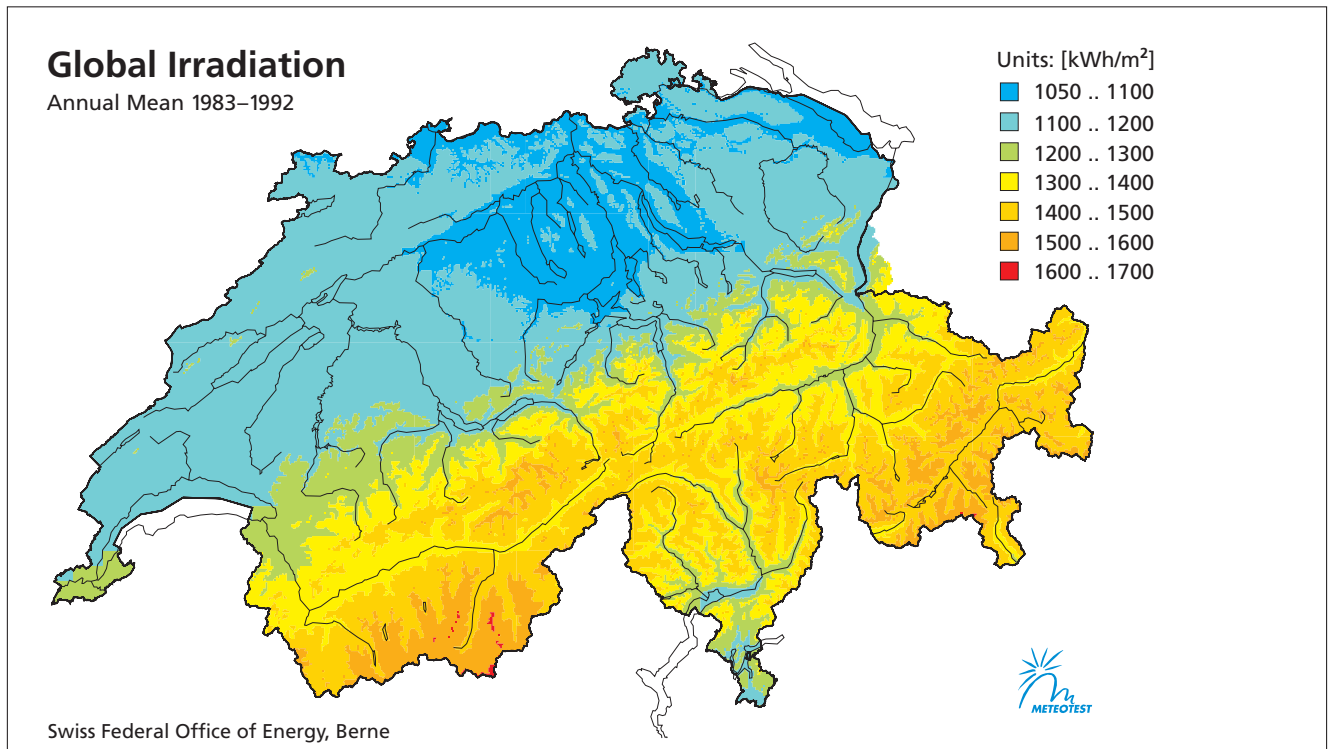 Global Irradiation
Annual Mean 1983–1992
Units: [kWh/m²]
1050 .. 1100
1100 .. 1200
1200 .. 1300
1300 .. 1400
1400 .. 1500
1500 .. 1600
1600 .. 1700
METEOTEST
Swiss Federal Office of Energy, Berne